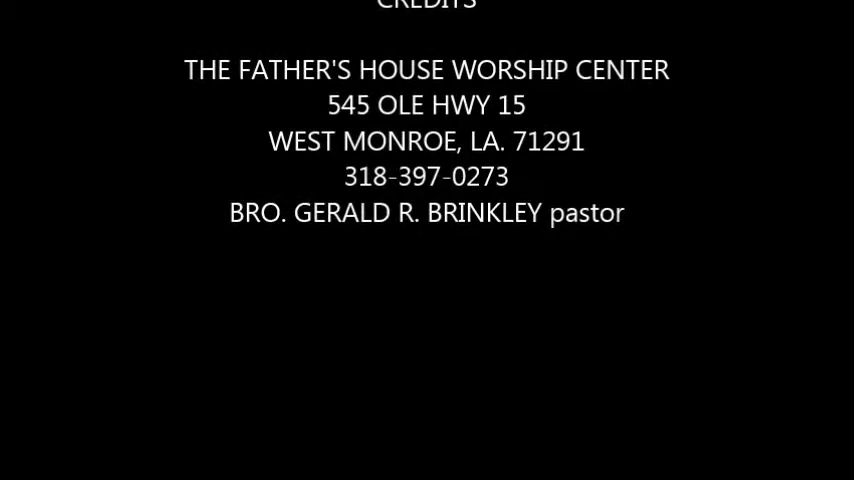 CREDITS
THE FATHER'S HOUSE WORSHIP CENTER
545 OLE HWY 15
WEST MONROE, LA. 71291
318-397-0273
BRO. GERALD R. BRINKLEY pastor